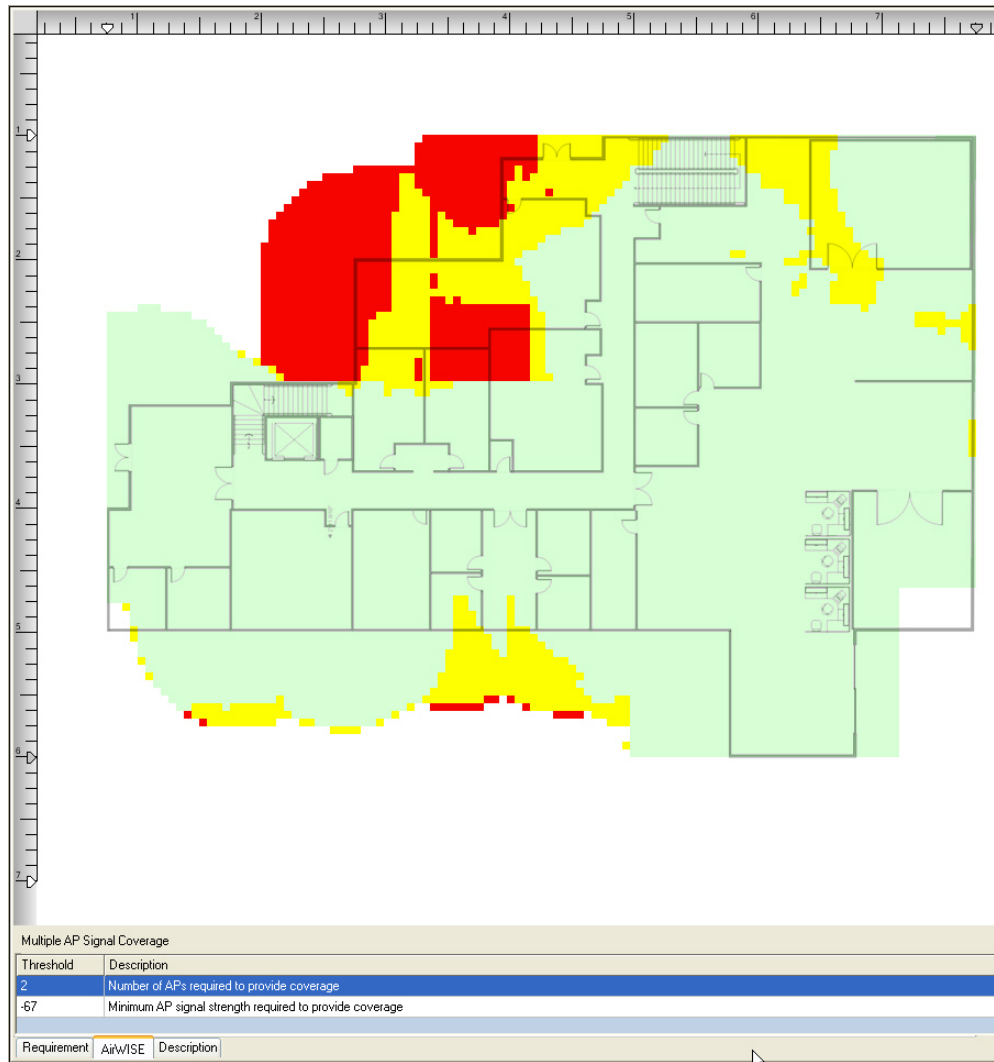 1 2 3 4 5 6 7
1
2
3
4
5
6
7
Multiple AP Signal Coverage
Threshold Description
2 Number of APs required to provide coverage
-67 Minimum AP signal strength required to provide coverage
Requirement AirWISE Description